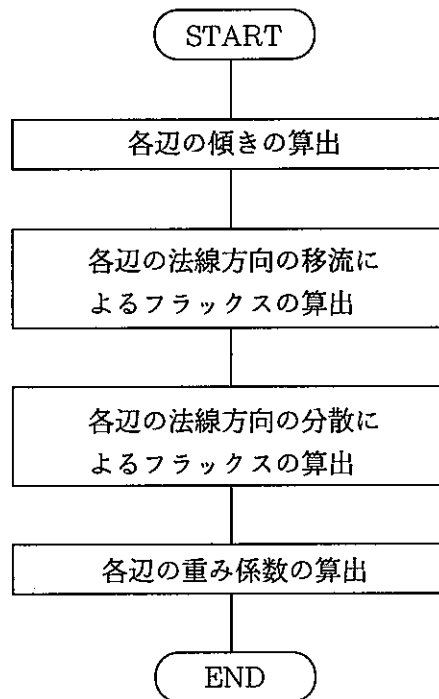 START
各辺の傾きの算出
各辺の法線方向の移流に
よるフラックスの算出
各辺の法線方向の分散に
よるフラックスの算出
各辺の重み係数の算出
END